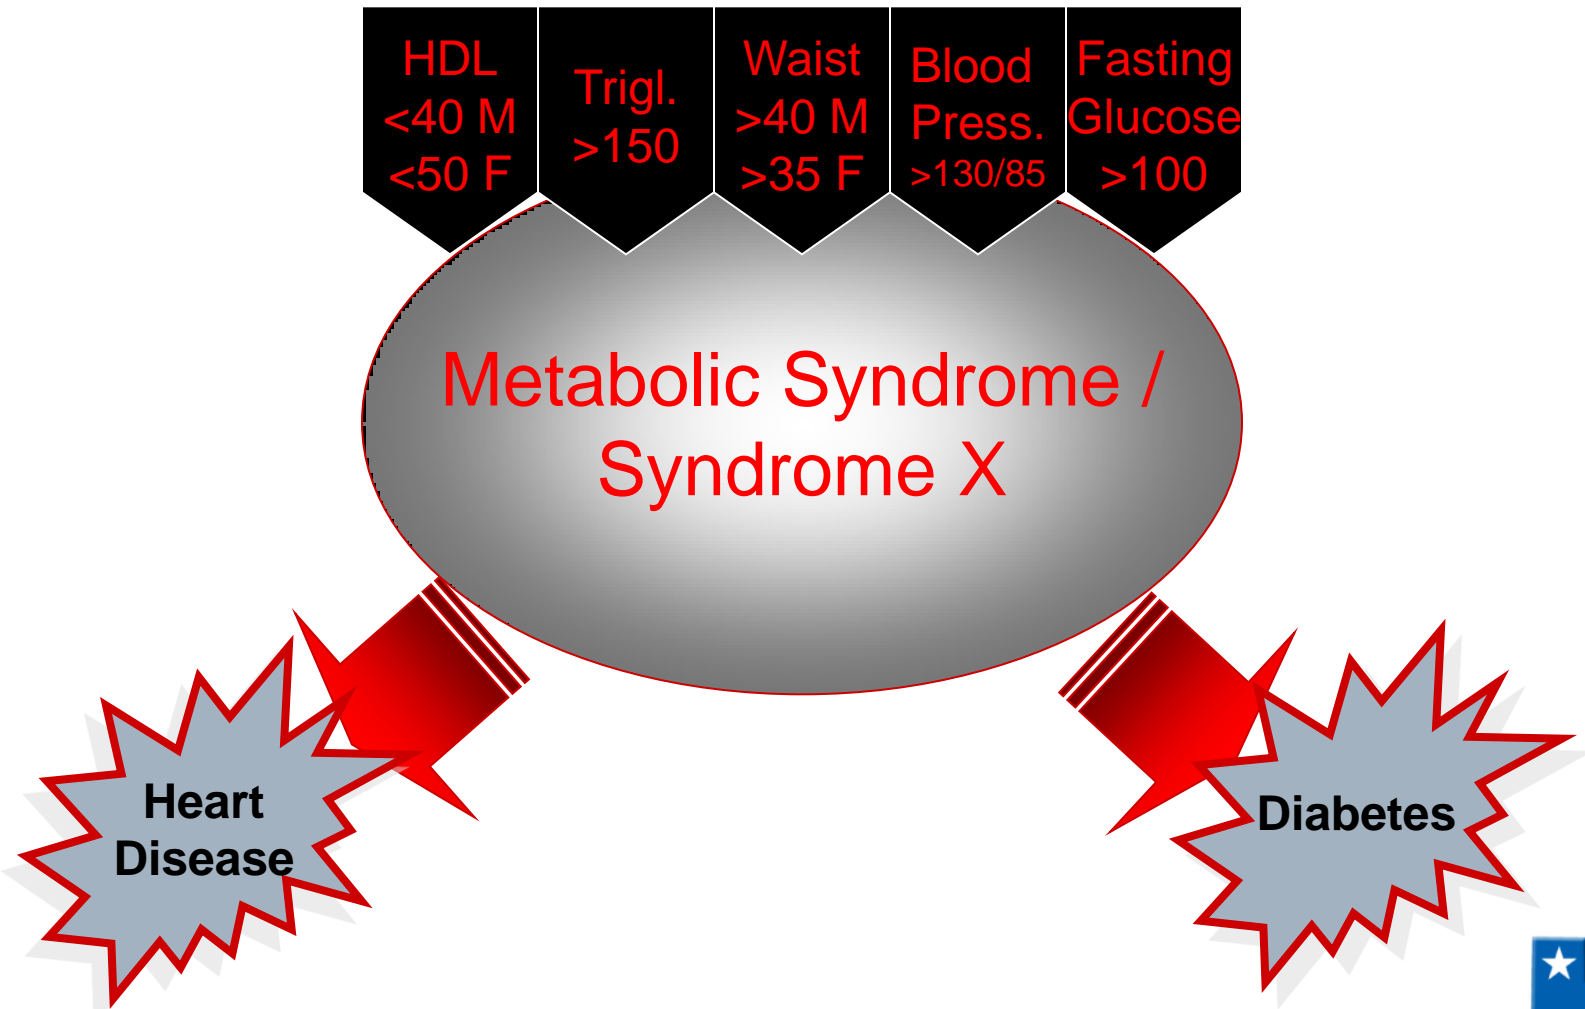 HDL
<40 M
<50 F
Trigl.
>150
Waist
>40 M
>35 F
Blood
Press.
>130/85
Fasting
Glucose
>100
Metabolic Syndrome /
Syndrome X
Heart
Disease
Diabetes